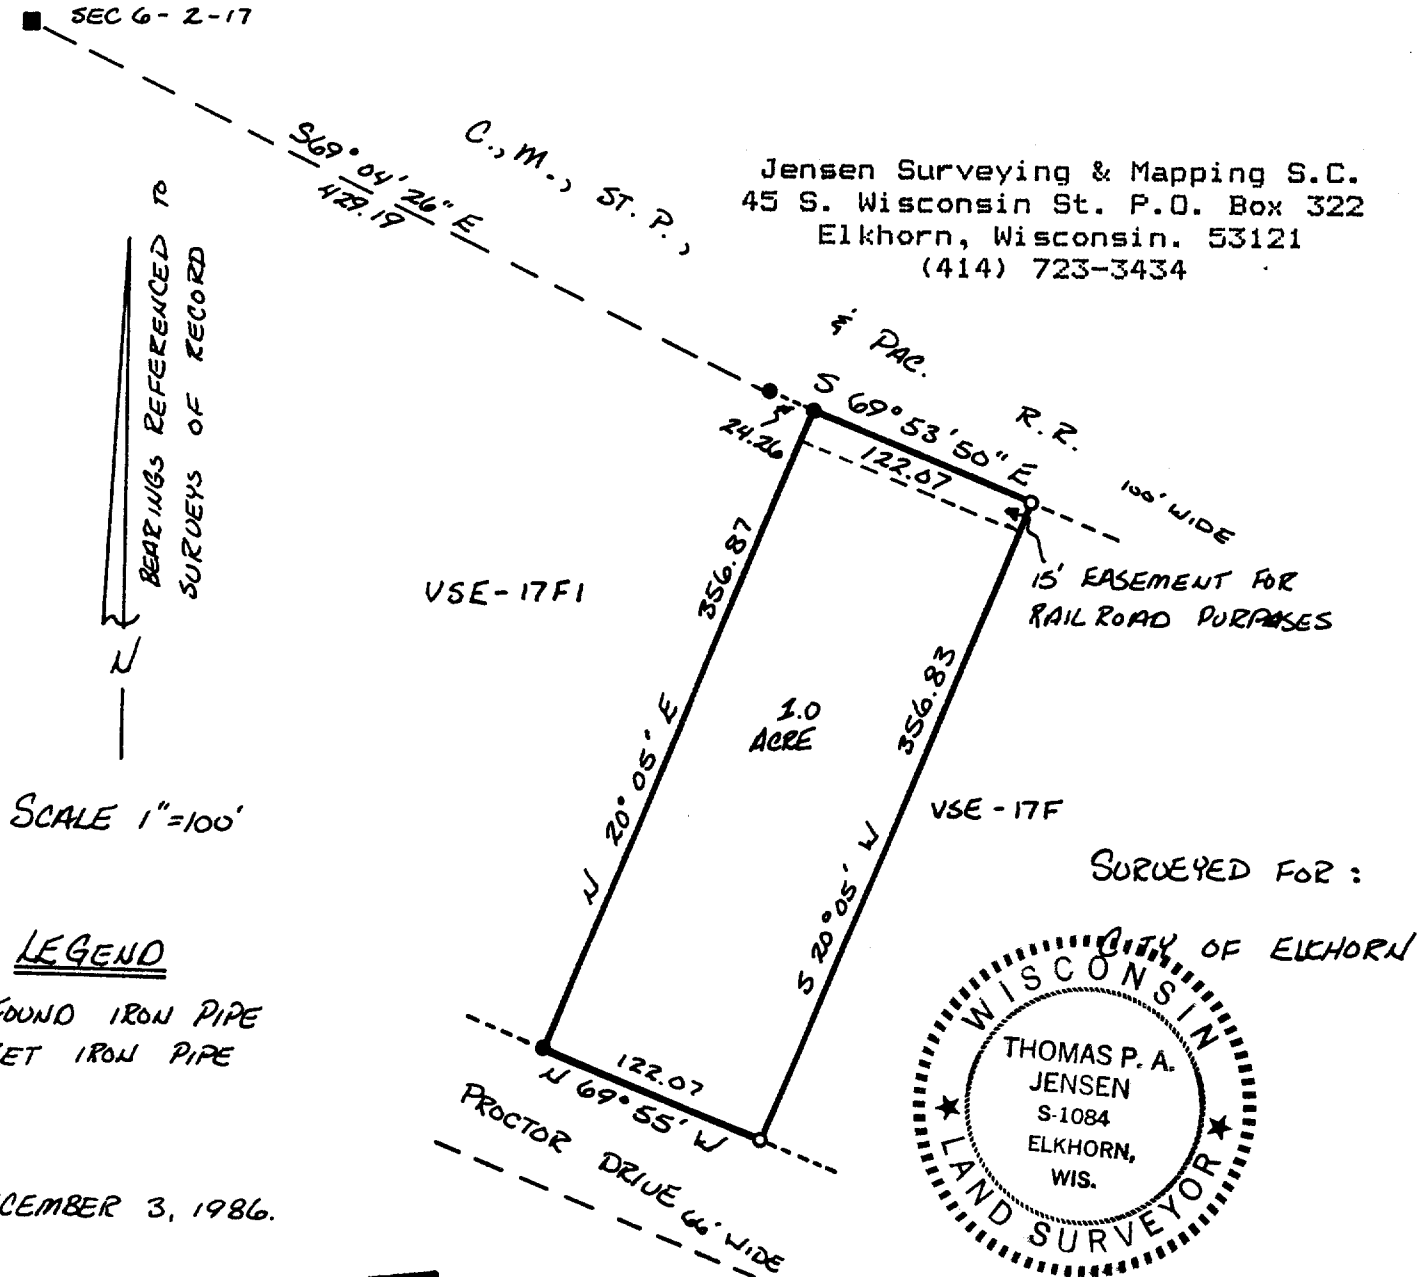 SEC 6-2-17
S69°04'26"E
429.19
C., M., ST. P.,
& PAC.
R.R.
100' WIDE
Jensen Surveying & Mapping S.C.
45 S. Wisconsin St. P.O. Box 322
Elkhorn, Wisconsin. 53121
(414) 723-3434
BEARINGS REFERENCED TO
SURVEYS OF RECORD
N
24.26
S 69°53'50" E
122.07
15' EASEMENT FOR
RAILROAD PURPOSES
VSE-17F1
356.87
N 20°05' E
1.0
ACRE
356.83
S 20°05' W
VSE-17F
SCALE 1"=100'
SURVEYED FOR:
CITY OF ELKHORN
LEGEND
FOUND IRON PIPE
SET IRON PIPE
122.07
N 69°55' W
PROCTOR DRIVE 66' WIDE
WISCONSIN
THOMAS P. A.
JENSEN
S-1084
ELKHORN,
WIS.
LAND SURVEYOR
CEMBER 3, 1986.